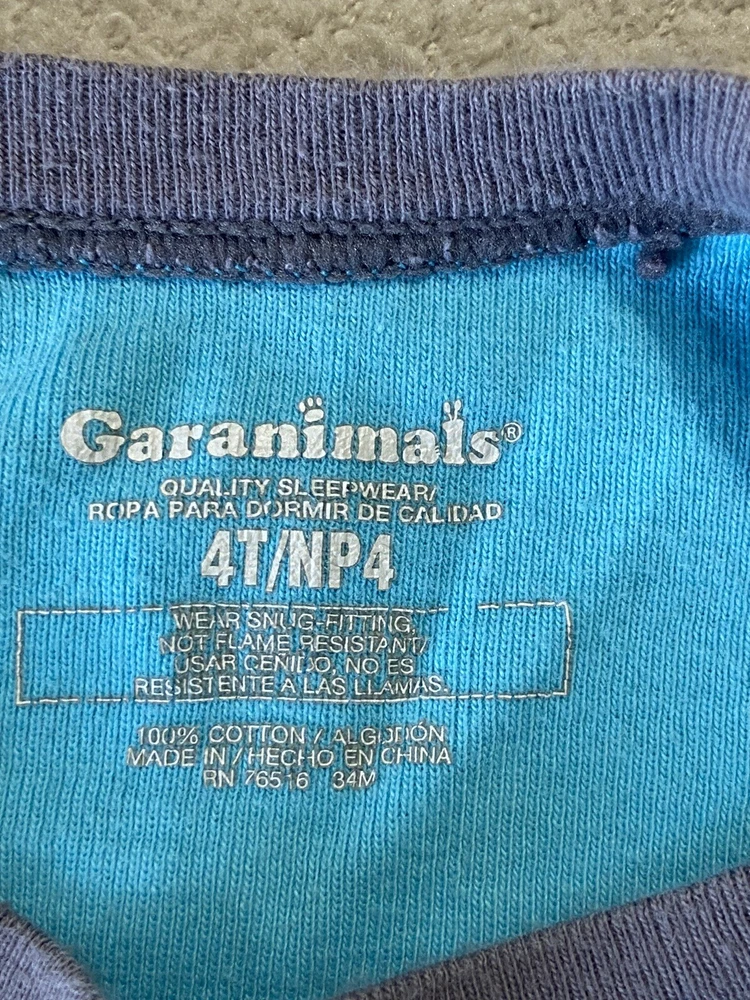 Garanimals®
QUALITY SLEEPWEAR/
ROPA PARA DORMIR DE CALIDAD
4T/NP4
WEAR SNUG-FITTING,
NOT FLAME RESISTANT/
USAR CEÑIDO, NO ES
RESISTENTE A LAS LLAMAS.
100% COTTON / ALGODÓN
MADE IN / HECHO EN CHINA
RN 76516 34M